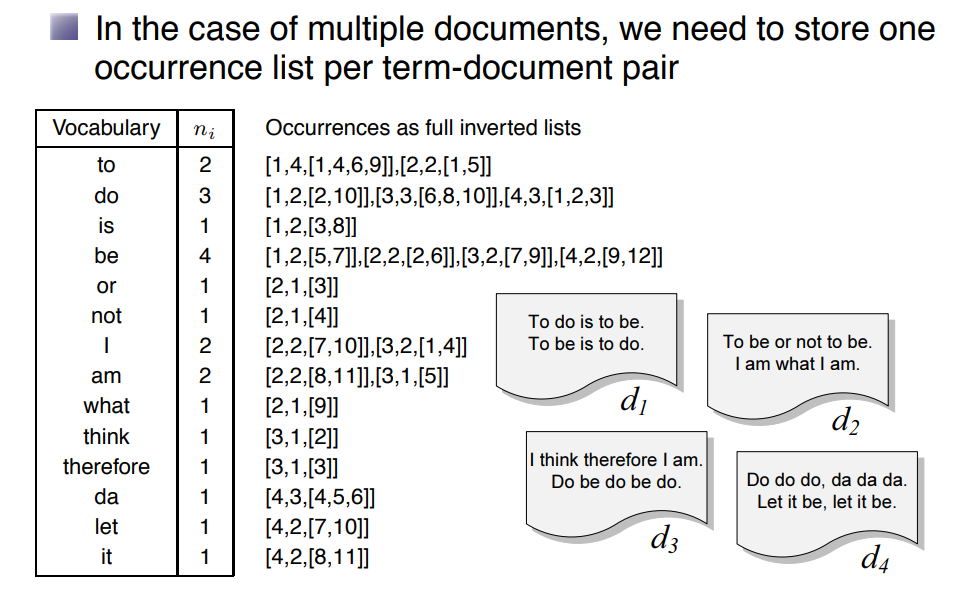 In the case of multiple documents, we need to store one
occurrence list per term-document pair
Vocabulary nᵢ Occurrences as full inverted lists
to 2 [1,4,[1,4,6,9]],[2,2,[1,5]]
do 3 [1,2,[2,10]],[3,3,[6,8,10]],[4,3,[1,2,3]]
is 1 [1,2,[3,8]]
be 4 [1,2,[5,7]],[2,2,[2,6]],[3,2,[7,9]],[4,2,[9,12]]
or 1 [2,1,[3]]
not 1 [2,1,[4]]
I 2 [2,2,[7,10]],[3,2,[1,4]]
am 2 [2,2,[8,11]],[3,1,[5]]
what 1 [2,1,[9]]
think 1 [3,1,[2]]
therefore 1 [3,1,[3]]
da 1 [4,3,[4,5,6]]
let 1 [4,2,[7,10]]
it 1 [4,2,[8,11]]
To do is to be.
To be is to do.
d₁
To be or not to be.
I am what I am.
d₂
I think therefore I am.
Do be do be do.
d₃
Do do do, da da da.
Let it be, let it be.
d₄